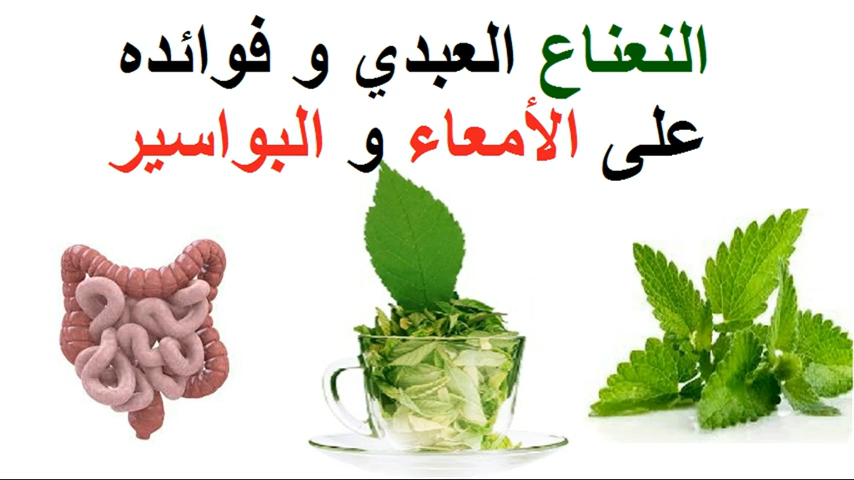 النعناع العبدي و فوائده
على الأمعاء و البواسير